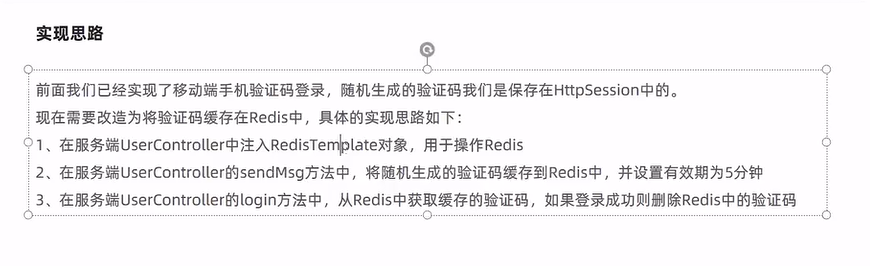 实现思路
前面我们已经实现了移动端手机验证码登录，随机生成的验证码我们是保存在HttpSession中的。
现在需要改造为将验证码缓存在Redis中，具体的实现思路如下：
1、在服务端UserController中注入RedisTemplate对象，用于操作Redis
2、在服务端UserController的sendMsg方法中，将随机生成的验证码缓存到Redis中，并设置有效期为5分钟
3、在服务端UserController的login方法中，从Redis中获取缓存的验证码，如果登录成功则删除Redis中的验证码